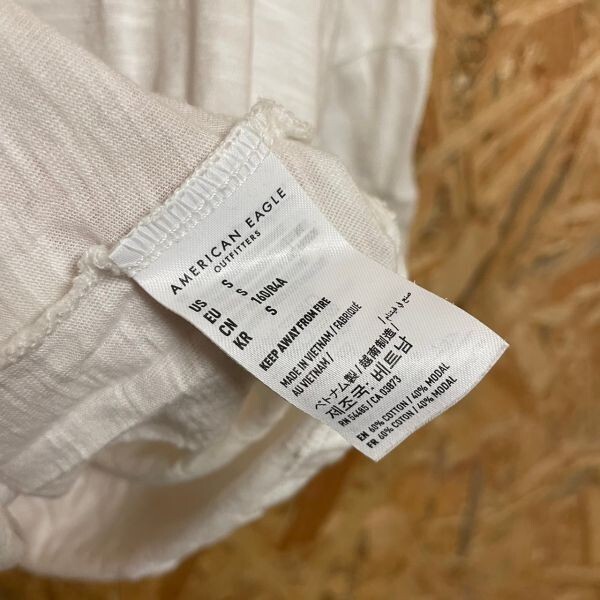 AMERICAN EAGLE
OUTFITTERS
US S
EU S
CN 160/84A
KR S
KEEP AWAY FROM FIRE
MADE IN VIETNAM / FABRIQUÉ
AU VIETNAM /
ベトナム製 / 越南制造 /
제조국: 베트남
RN 54485 / CA 03873
EN 60% COTTON / 40% MODAL
FR 60% COTON / 40% MODAL